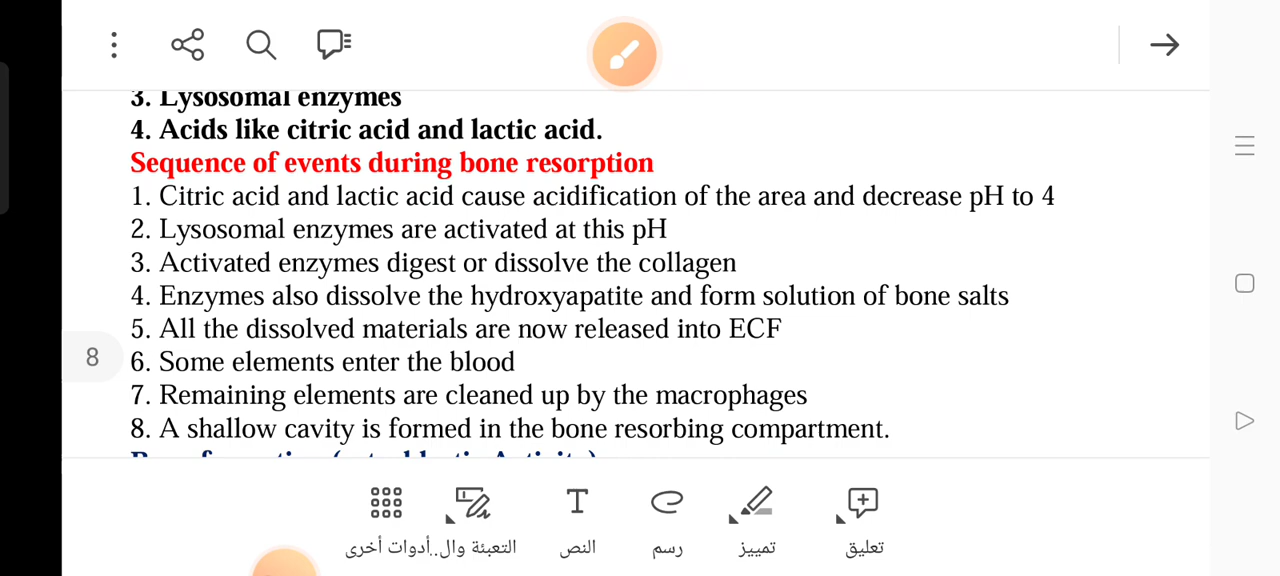 3. Lysosomal enzymes
4. Acids like citric acid and lactic acid.
Sequence of events during bone resorption
1. Citric acid and lactic acid cause acidification of the area and decrease pH to 4
2. Lysosomal enzymes are activated at this pH
3. Activated enzymes digest or dissolve the collagen
4. Enzymes also dissolve the hydroxyapatite and form solution of bone salts
5. All the dissolved materials are now released into ECF
8
6. Some elements enter the blood
7. Remaining elements are cleaned up by the macrophages
8. A shallow cavity is formed in the bone resorbing compartment.
تعليق
تمييز
رسم
النص
التعبئة وال..
أدوات أخرى